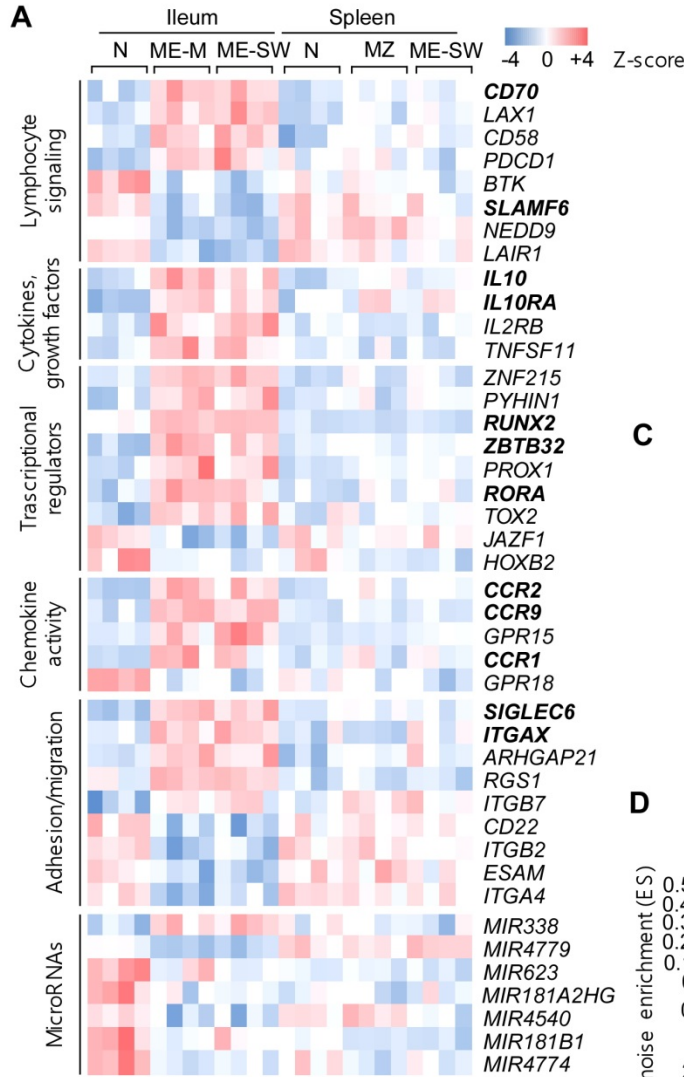 A
Ileum Spleen
N ME-M ME-SW N MZ ME-SW
-4 0 +4 Z-score
Lymphocyte
signaling
CD70
LAX1
CD58
PDCD1
BTK
SLAMF6
NEDD9
LAIR1
Cytokines,
growth factors
IL10
IL10RA
IL2RB
TNFSF11
Tascriptional
regulators
ZNF215
PYHIN1
RUNX2
ZBTB32
PROX1
RORA
TOX2
JAZF1
HOXB2
C
Chemokine
activity
CCR2
CCR9
GPR15
CCR1
GPR18
Adhesion/migration
SIGLEC6
ITGAX
ARHGAP21
RGS1
ITGB7
CD22
ITGB2
ESAM
ITGA4
D
enrichment (ES)
MicroRNAs
MIR338
MIR4779
MIR623
MIR181A2HG
MIR4540
MIR181B1
MIR4774